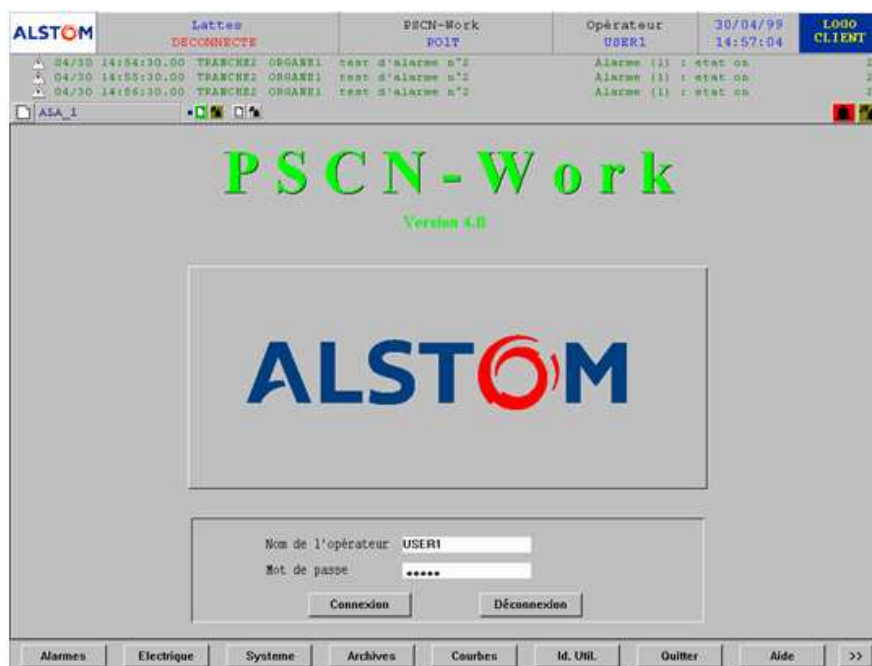 ALSTOM
Lattes
PSCN-Work
Opérateur
30/04/99
LOGO
DECONNECTE
PO1T
USER1
14:57:04
CLIENT
04/30 14:54:30.00 TRANCHE2 ORGANE1 test d'alarme n°2 Alarme (1) : etat on 2
04/30 14:55:30.00 TRANCHE2 ORGANE1 test d'alarme n°2 Alarme (1) : etat on 2
04/30 14:56:30.00 TRANCHE2 ORGANE1 test d'alarme n°2 Alarme (1) : etat on 2
ASA_1
PSCN-Work
Version 4.B
ALSTOM
Nom de l'opérateur USER1
Mot de passe •••••
Connexion Déconnexion
Alarmes Electrique Systeme Archives Courbes Id. Util. Quitter Aide >>